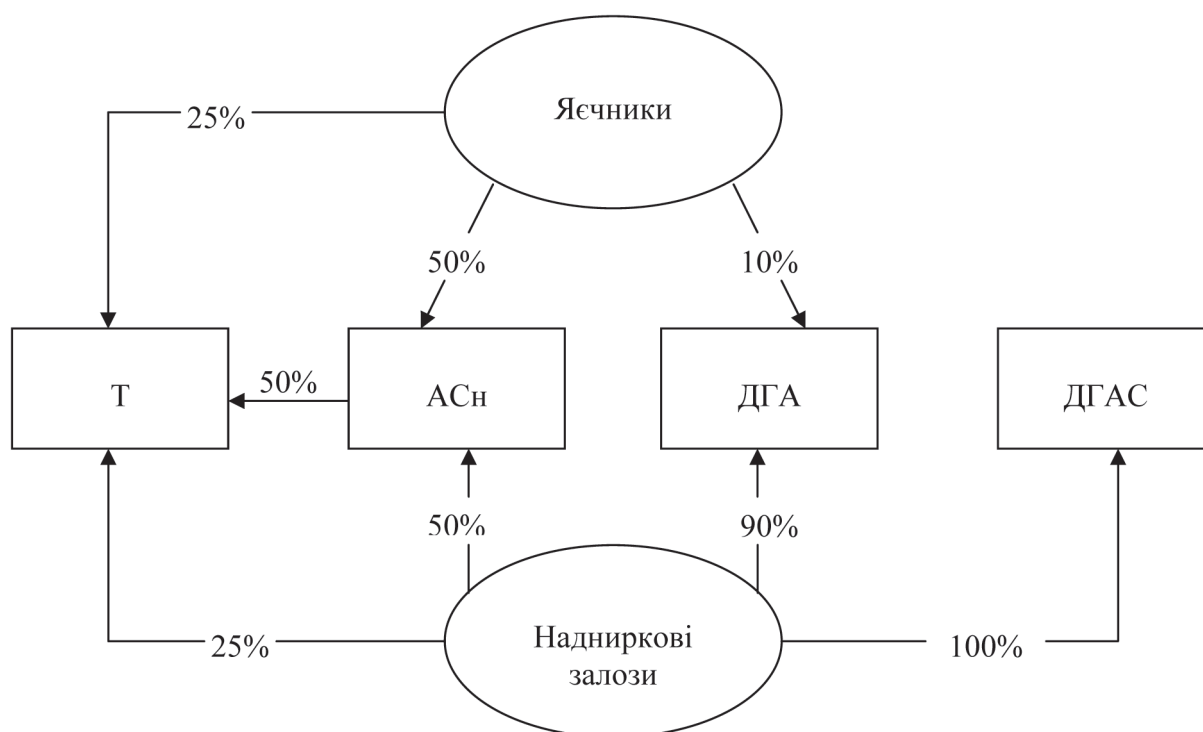 Яєчники
25%
50%
10%
Т
50%
АСн
ДГА
ДГАС
50%
90%
25%
Надниркові
залози
100%